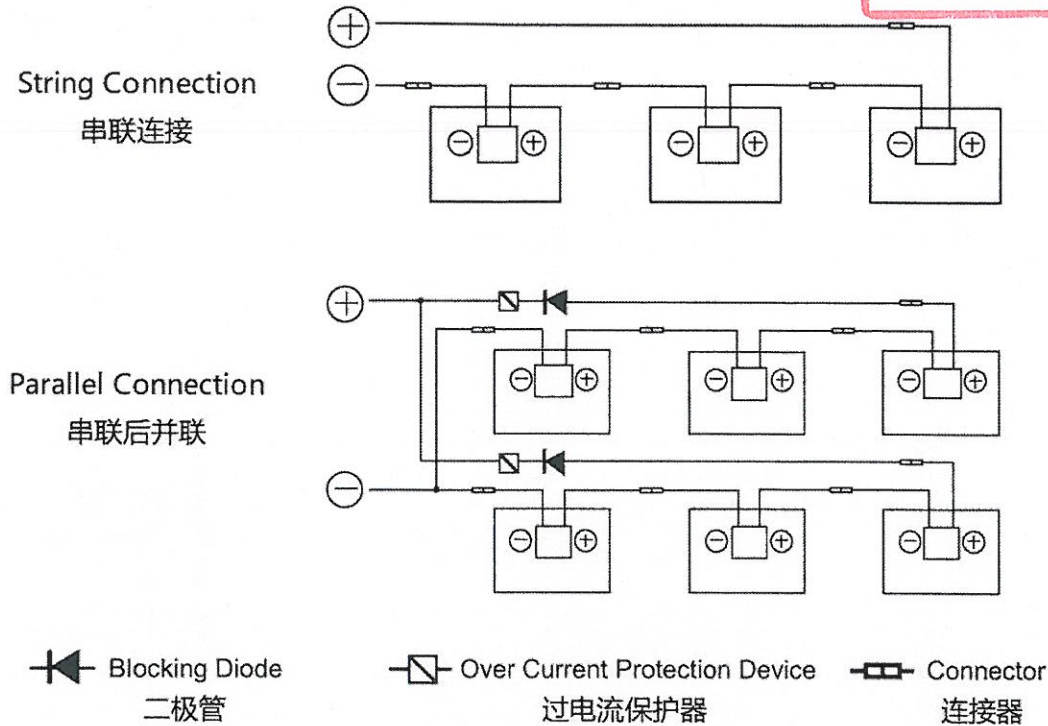 +
−
String Connection
串联连接
− + − + − +
+
− + − + − +
Parallel Connection
串联后并联
−
− + − + − +
Blocking Diode
二极管
Over Current Protection Device
过电流保护器
Connector
连接器